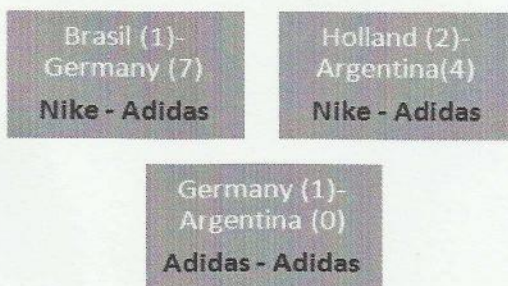 Brasil (1)-
Germany (7)
Nike - Adidas
Holland (2)-
Argentina(4)
Nike - Adidas
Germany (1)-
Argentina (0)
Adidas - Adidas